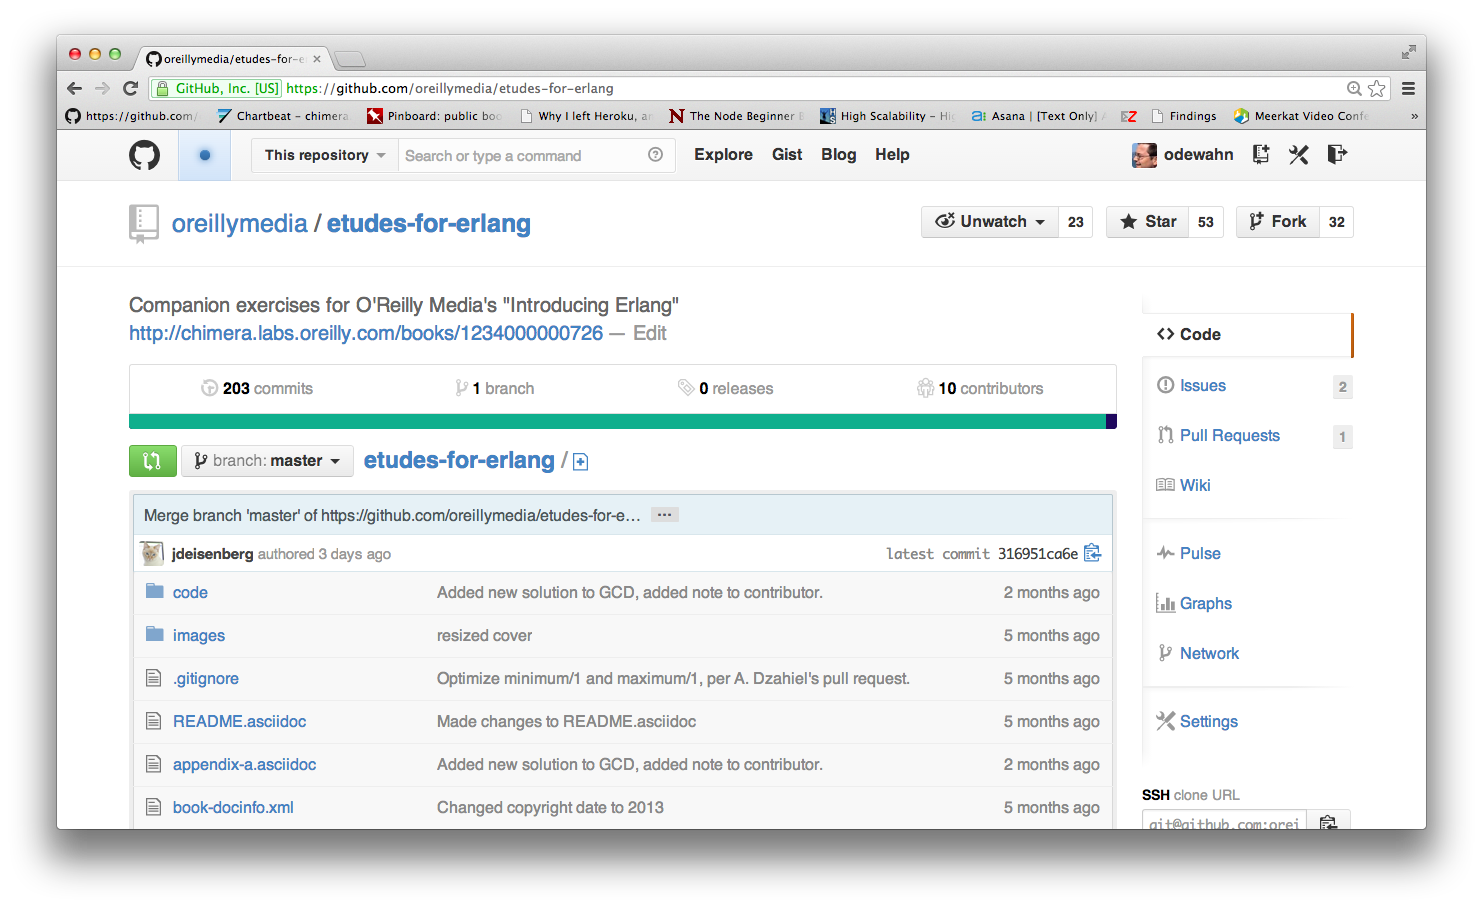 oreillymedia/etudes-for-e
GitHub, Inc. [US] https://github.com/oreillymedia/etudes-for-erlang
https://github.com/ Chartbeat – chimera. Pinboard: public boo Why I left Heroku, an The Node Beginner B High Scalability – Hig Asana | [Text Only] A Findings Meerkat Video Confe »
This repository Search or type a command Explore Gist Blog Help odewahn
oreillymedia / etudes-for-erlang Unwatch 23 Star 53 Fork 32
Companion exercises for O'Reilly Media's "Introducing Erlang"
http://chimera.labs.oreilly.com/books/1234000000726 — Edit
203 commits 1 branch 0 releases 10 contributors
branch: master etudes-for-erlang /
Merge branch 'master' of https://github.com/oreillymedia/etudes-for-e… …
jdeisenberg authored 3 days ago latest commit 316951ca6e
code Added new solution to GCD, added note to contributor. 2 months ago
images resized cover 5 months ago
.gitignore Optimize minimum/1 and maximum/1, per A. Dzahiel's pull request. 5 months ago
README.asciidoc Made changes to README.asciidoc 5 months ago
appendix-a.asciidoc Added new solution to GCD, added note to contributor. 2 months ago
book-docinfo.xml Changed copyright date to 2013 5 months ago
Code
Issues 2
Pull Requests 1
Wiki
Pulse
Graphs
Network
Settings
SSH clone URL
git@github.com:orei